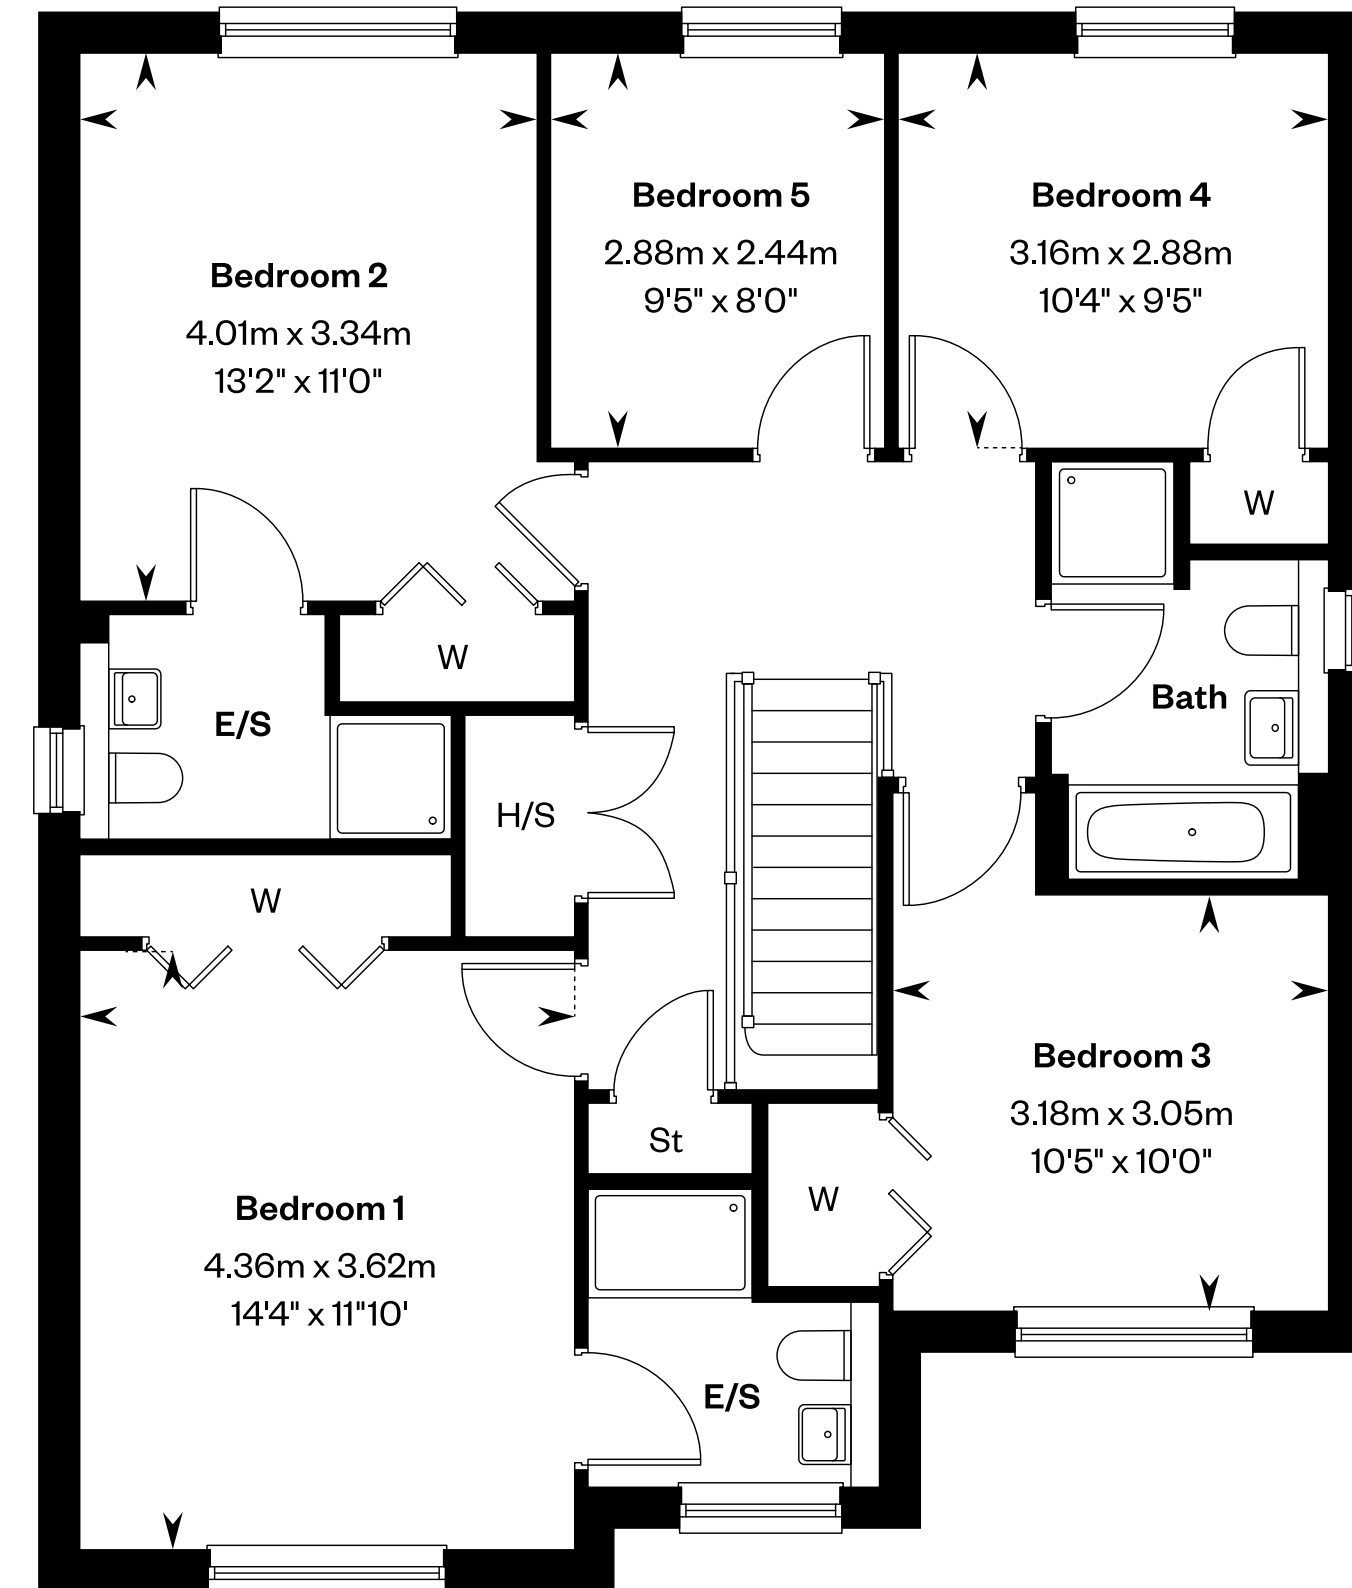 Bedroom 5
2.88m x 2.44m
9'5" x 8'0"
Bedroom 4
3.16m x 2.88m
10'4" x 9'5"
Bedroom 2
4.01m x 3.34m
13'2" x 11'0"
W
W
Bath
E/S
H/S
W
Bedroom 3
3.18m x 3.05m
10'5" x 10'0"
St
W
Bedroom 1
4.36m x 3.62m
14'4" x 11"10'
E/S